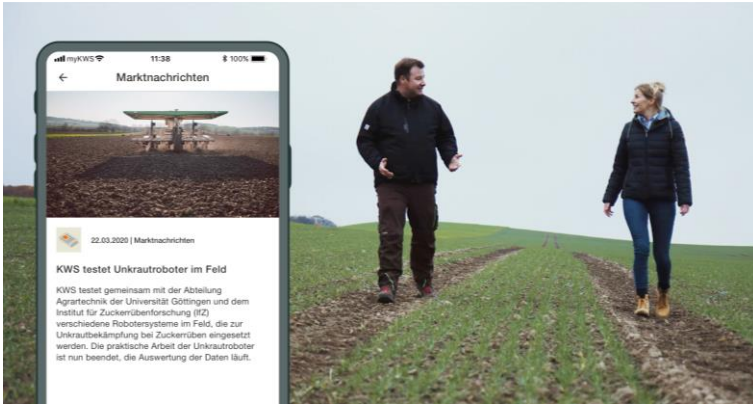 myKWS 11:38 100%
Marktnachrichten
22.03.2020 | Marktnachrichten
KWS testet Unkrautroboter im Feld
KWS testet gemeinsam mit der Abteilung
Agrartechnik der Universität Göttingen und dem
Institut für Zuckerrübenforschung (IfZ)
verschiedene Robotersysteme im Feld, die zur
Unkrautbekämpfung bei Zuckerrüben eingesetzt
werden. Die praktische Arbeit der Unkrautroboter
ist nun beendet, die Auswertung der Daten läuft.